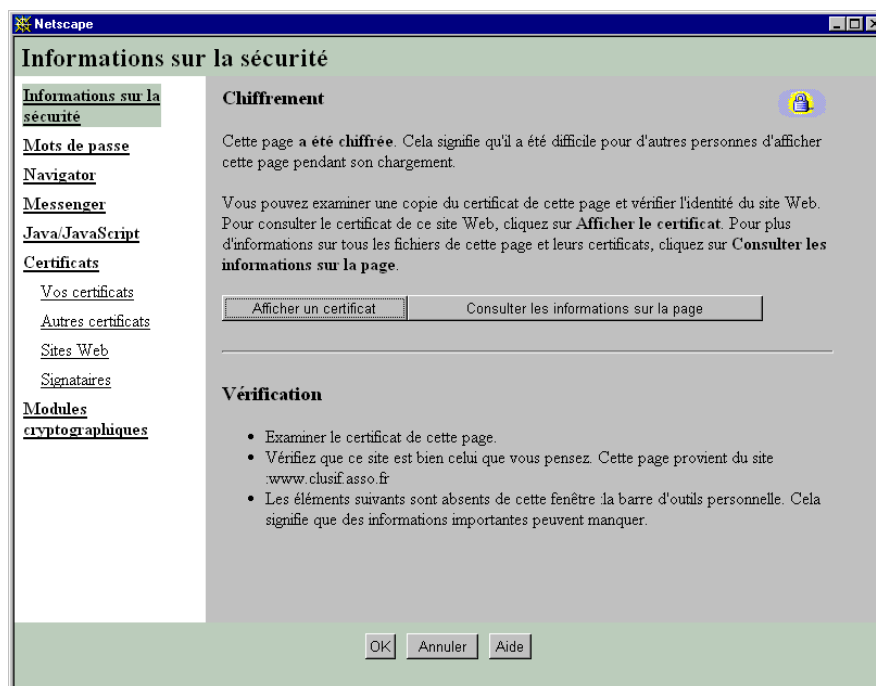 Netscape
Informations sur la sécurité
Informations sur la
sécurité
Mots de passe
Navigator
Messenger
Java/JavaScript
Certificats
Vos certificats
Autres certificats
Sites Web
Signataires
Modules
cryptographiques
Chiffrement
Cette page a été chiffrée. Cela signifie qu'il a été difficile pour d'autres personnes d'afficher
cette page pendant son chargement.
Vous pouvez examiner une copie du certificat de cette page et vérifier l'identité du site Web.
Pour consulter le certificat de ce site Web, cliquez sur Afficher le certificat. Pour plus
d'informations sur tous les fichiers de cette page et leurs certificats, cliquez sur Consulter les
informations sur la page.
Afficher un certificat Consulter les informations sur la page
Vérification
• Examiner le certificat de cette page.
• Vérifiez que ce site est bien celui que vous pensez. Cette page provient du site
:www.clusif.asso.fr
• Les éléments suivants sont absents de cette fenêtre :la barre d'outils personnelle. Cela
signifie que des informations importantes peuvent manquer.
OK Annuler Aide